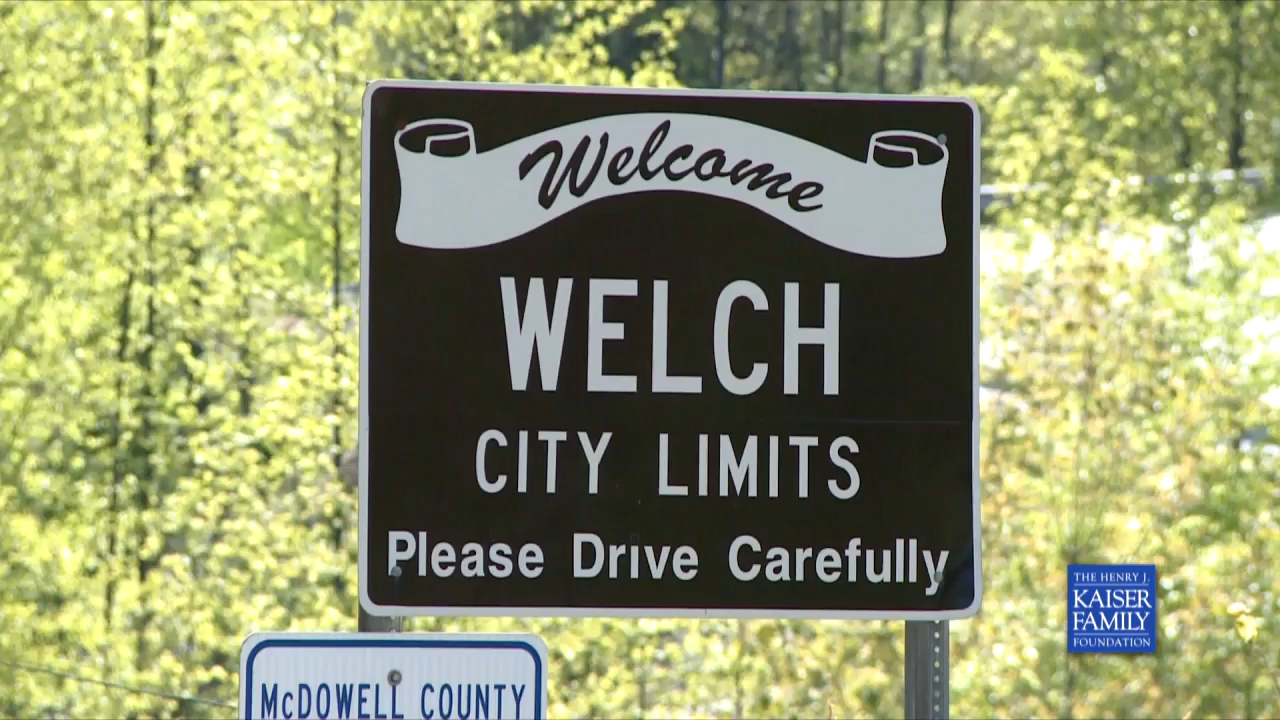 Welcome
WELCH
CITY LIMITS
Please Drive Carefully
McDOWELL COUNTY
THE HENRY J.
KAISER
FAMILY
FOUNDATION